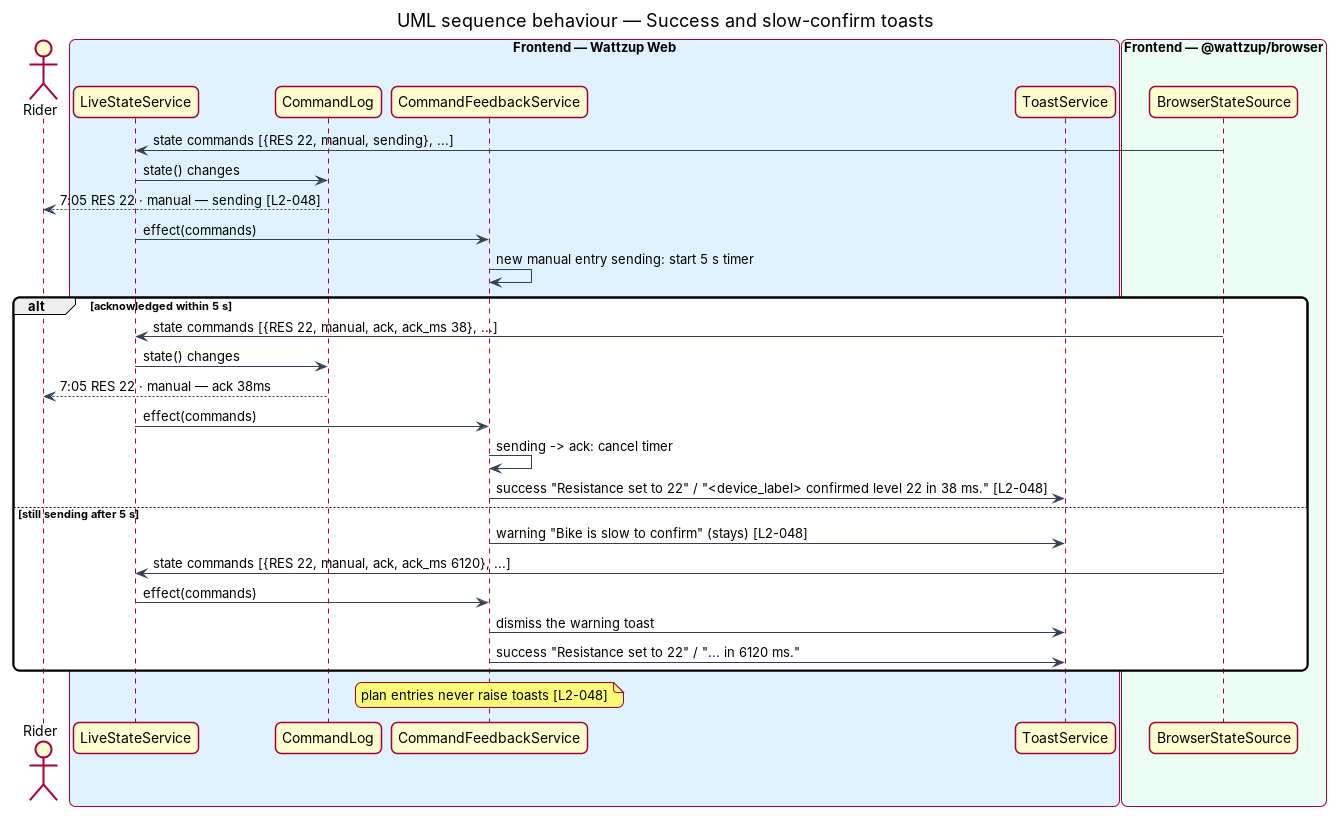 UML sequence behaviour — Success and slow-confirm toasts
Frontend — Wattzup Web
Frontend — @wattzup/browser
Rider
LiveStateService
CommandLog
CommandFeedbackService
ToastService
BrowserStateSource
state commands [{RES 22, manual, sending}, ...]
state() changes
7:05 RES 22 · manual — sending [L2-048]
effect(commands)
new manual entry sending: start 5 s timer
alt
[acknowledged within 5 s]
state commands [{RES 22, manual, ack, ack_ms 38}, ...]
state() changes
7:05 RES 22 · manual — ack 38ms
effect(commands)
sending -> ack: cancel timer
success "Resistance set to 22" / "<device_label> confirmed level 22 in 38 ms." [L2-048]
[still sending after 5 s]
warning "Bike is slow to confirm" (stays) [L2-048]
state commands [{RES 22, manual, ack, ack_ms 6120}, ...]
effect(commands)
dismiss the warning toast
success "Resistance set to 22" / "... in 6120 ms."
plan entries never raise toasts [L2-048]
Rider
LiveStateService
CommandLog
CommandFeedbackService
ToastService
BrowserStateSource